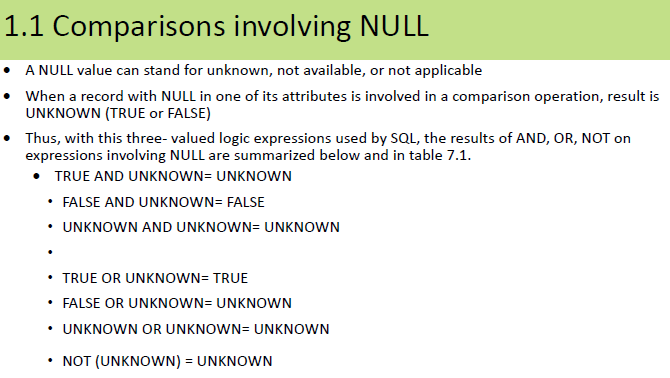 1.1 Comparisons involving NULL
• A NULL value can stand for unknown, not available, or not applicable
• When a record with NULL in one of its attributes is involved in a comparison operation, result is
UNKNOWN (TRUE or FALSE)
• Thus, with this three- valued logic expressions used by SQL, the results of AND, OR, NOT on
expressions involving NULL are summarized below and in table 7.1.
• TRUE AND UNKNOWN= UNKNOWN
• FALSE AND UNKNOWN= FALSE
• UNKNOWN AND UNKNOWN= UNKNOWN
•
• TRUE OR UNKNOWN= TRUE
• FALSE OR UNKNOWN= UNKNOWN
• UNKNOWN OR UNKNOWN= UNKNOWN
• NOT (UNKNOWN) = UNKNOWN